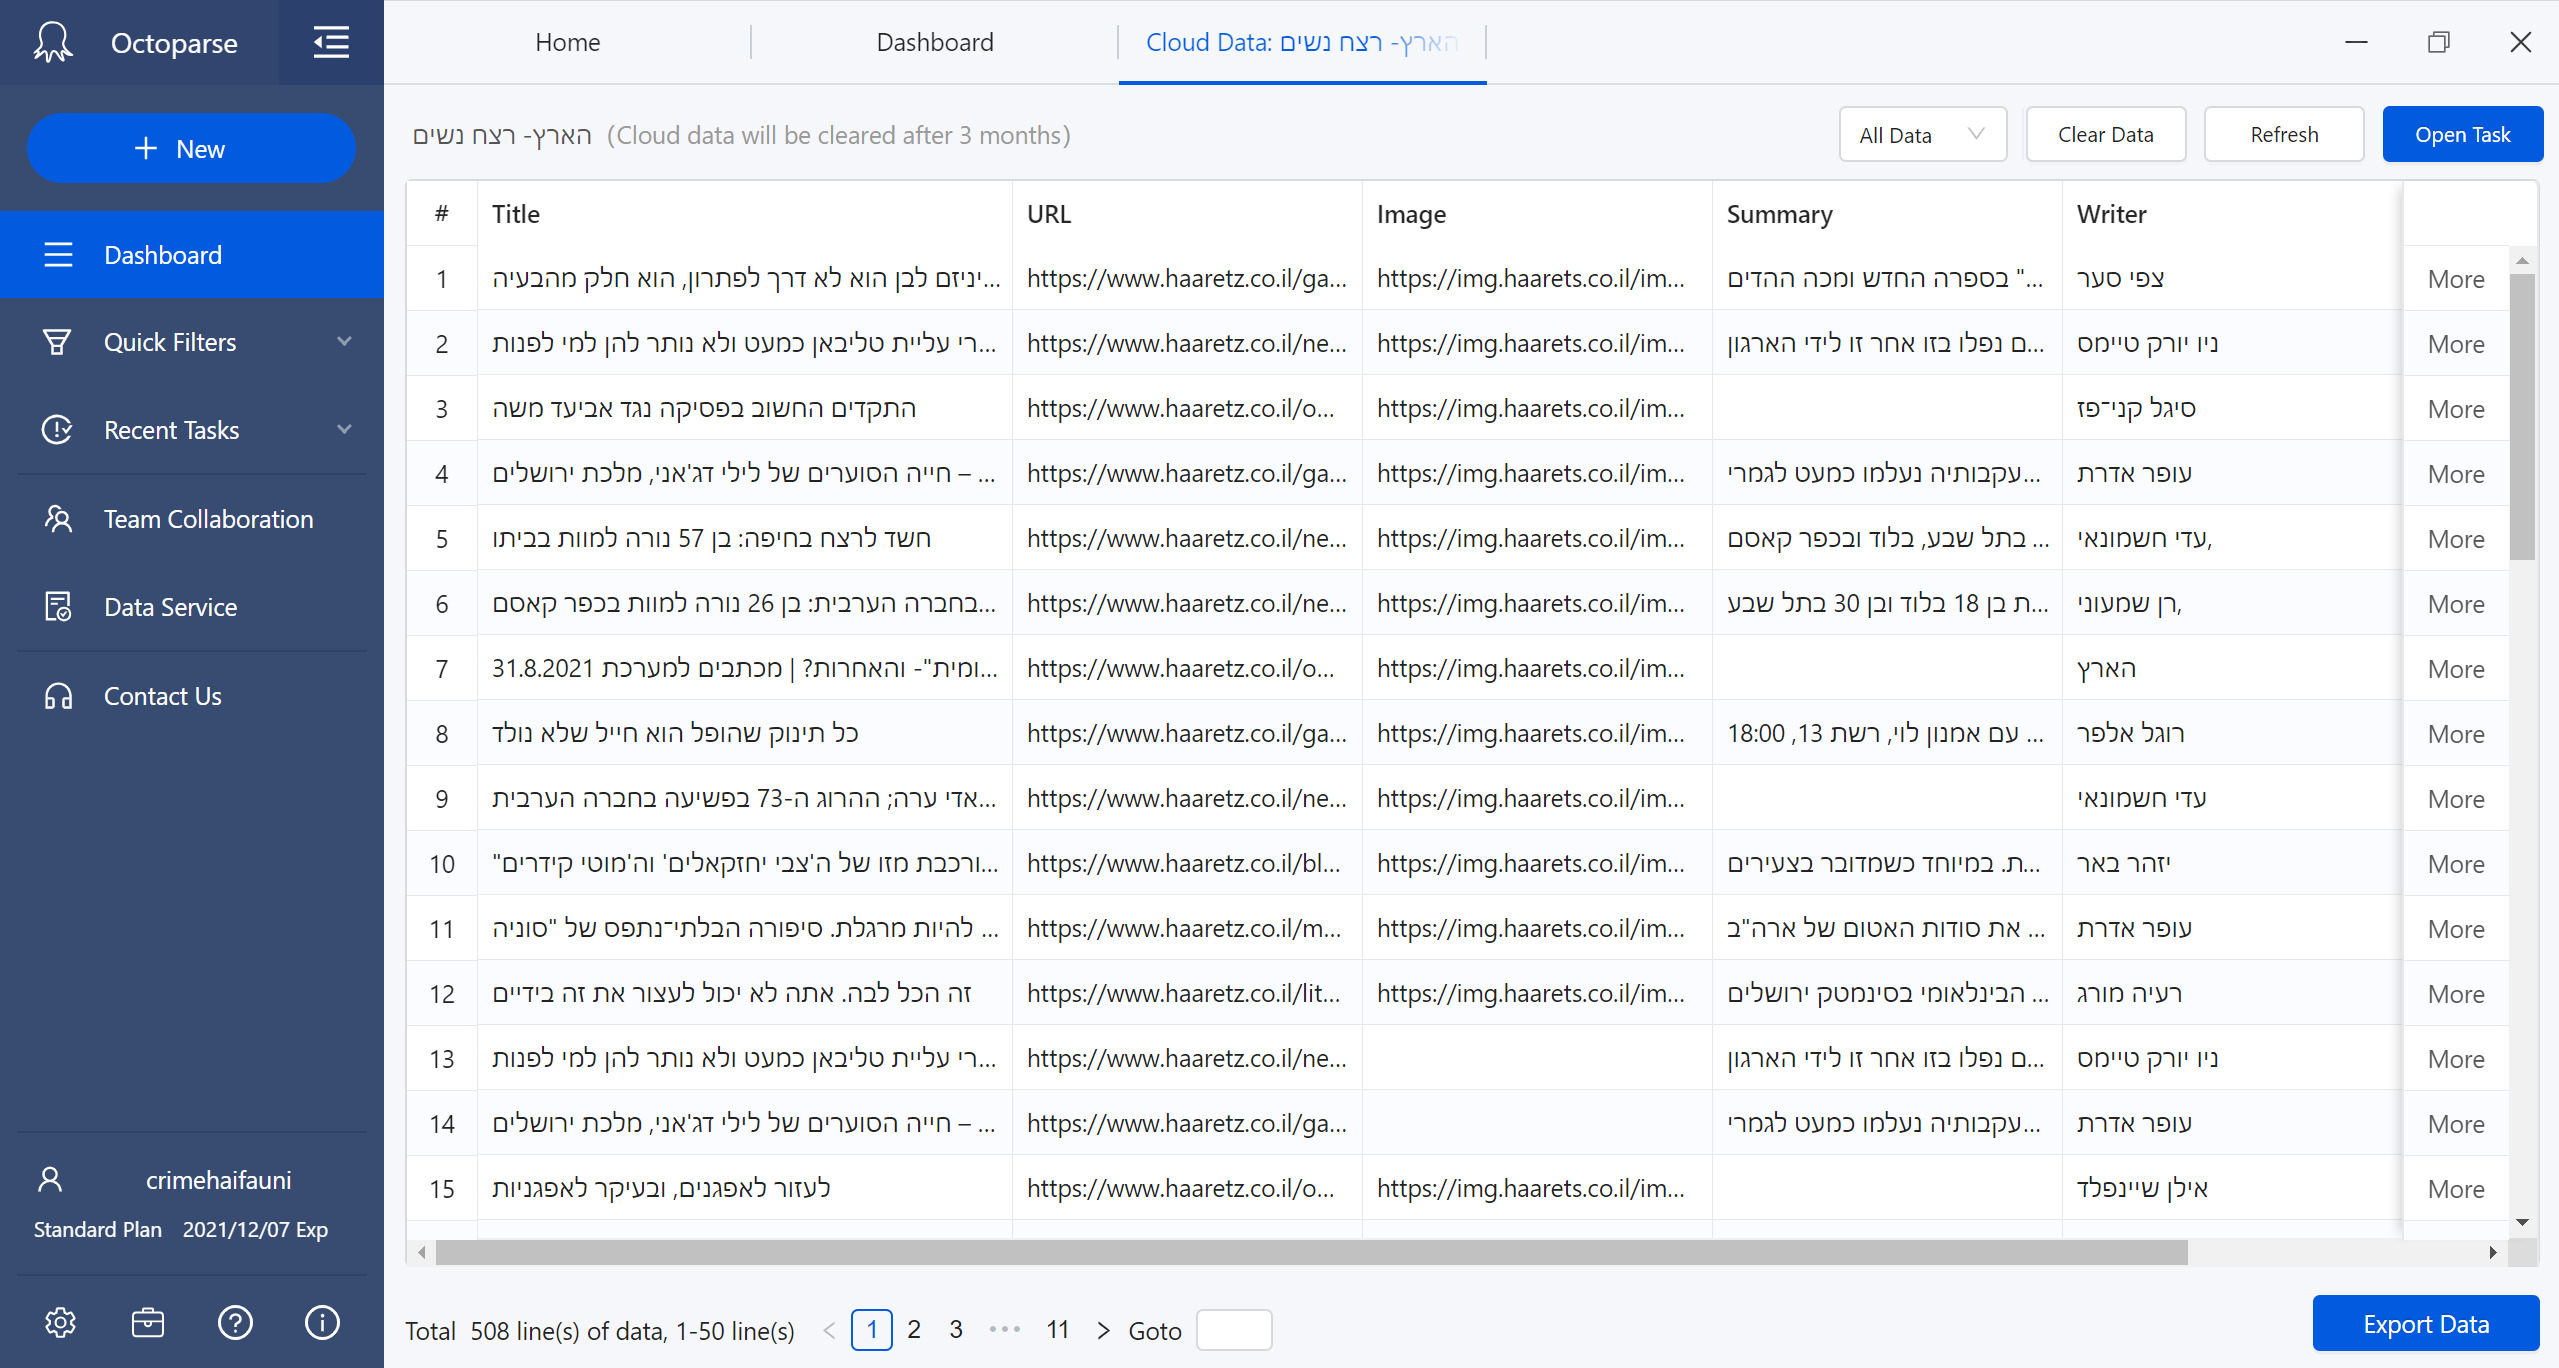 Octoparse
Home
Dashboard
Cloud Data: הארץ- רצח נשים
New
הארץ- רצח נשים (Cloud data will be cleared after 3 months)
All Data
Clear Data
Refresh
Open Task
Dashboard
Quick Filters
Recent Tasks
Team Collaboration
Data Service
Contact Us
# Title URL Image Summary Writer
1 יניזם לבן הוא לא דרך לפתרון, הוא חלק מהבעיה... https://www.haaretz.co.il/ga... https://img.haarets.co.il/im... " בספרה החדש ומכה ההדים... צפי סער More
2 רי עליית טליבאן כמעט ולא נותר להן למי לפנות... https://www.haaretz.co.il/ne... https://img.haarets.co.il/im... ם נפלו בזו אחר זו לידי הארגון... ניו יורק טיימס More
3 התקדים החשוב בפסיקה נגד אביעד משה https://www.haaretz.co.il/o... https://img.haarets.co.il/im... סיגל קני־פז More
4 – חייה הסוערים של לילי דג'אני, מלכת ירושלים... https://www.haaretz.co.il/ga... https://img.haarets.co.il/im... עקבותיה נעלמו כמעט לגמרי... עופר אדרת More
5 חשד לרצח בחיפה: בן 57 נורה למוות בביתו https://www.haaretz.co.il/ne... https://img.haarets.co.il/im... בתל שבע, בלוד ובכפר קאסם... עדי חשמונאי, More
6 בחברה הערבית: בן 26 נורה למוות בכפר קאסם... https://www.haaretz.co.il/ne... https://img.haarets.co.il/im... ת בן 18 בלוד ובן 30 בתל שבע... רן שמעוני, More
7 ומית"- והאחרות? | מכתבים למערכת 31.8.2021... https://www.haaretz.co.il/o... https://img.haarets.co.il/im... הארץ More
8 כל תינוק שהופל הוא חייל שלא נולד https://www.haaretz.co.il/ga... https://img.haarets.co.il/im... עם אמנון לוי, רשת 13, 18:00... רוגל אלפר More
9 אדי ערה; ההרוג ה-73 בפשיעה בחברה הערבית... https://www.haaretz.co.il/ne... https://img.haarets.co.il/im... עדי חשמונאי More
10 ורכבת מזו של ה'צבי יחזקאלים' וה'מוטי קידרים"... https://www.haaretz.co.il/bl... https://img.haarets.co.il/im... ת. במיוחד כשמדובר בצעירים... יזהר באר More
11 להיות מרגלת. סיפורה הבלתי־נתפס של "סוניה... https://www.haaretz.co.il/m... https://img.haarets.co.il/im... את סודות האטום של ארה"ב... עופר אדרת More
12 זה הכל לבה. אתה לא יכול לעצור את זה בידיים https://www.haaretz.co.il/lit... https://img.haarets.co.il/im... הבינלאומי בסינמטק ירושלים... רעיה מורג More
13 רי עליית טליבאן כמעט ולא נותר להן למי לפנות... https://www.haaretz.co.il/ne... ם נפלו בזו אחר זו לידי הארגון... ניו יורק טיימס More
14 – חייה הסוערים של לילי דג'אני, מלכת ירושלים... https://www.haaretz.co.il/ga... עקבותיה נעלמו כמעט לגמרי... עופר אדרת More
15 לעזור לאפגנים, ובעיקר לאפגניות https://www.haaretz.co.il/o... https://img.haarets.co.il/im... אילן שיינפלד More
crimehaifauni
Standard Plan 2021/12/07 Exp
Total 508 line(s) of data, 1-50 line(s) < 1 2 3 ••• 11 > Goto
Export Data